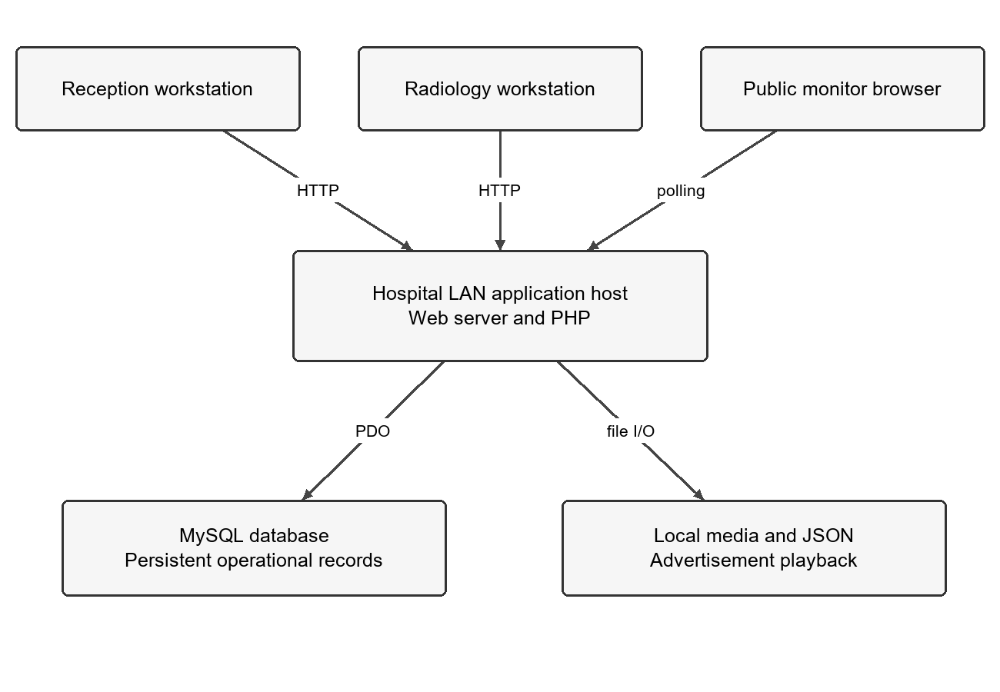 Reception workstation
Radiology workstation
Public monitor browser
HTTP
HTTP
polling
Hospital LAN application host
Web server and PHP
PDO
file I/O
MySQL database
Persistent operational records
Local media and JSON
Advertisement playback